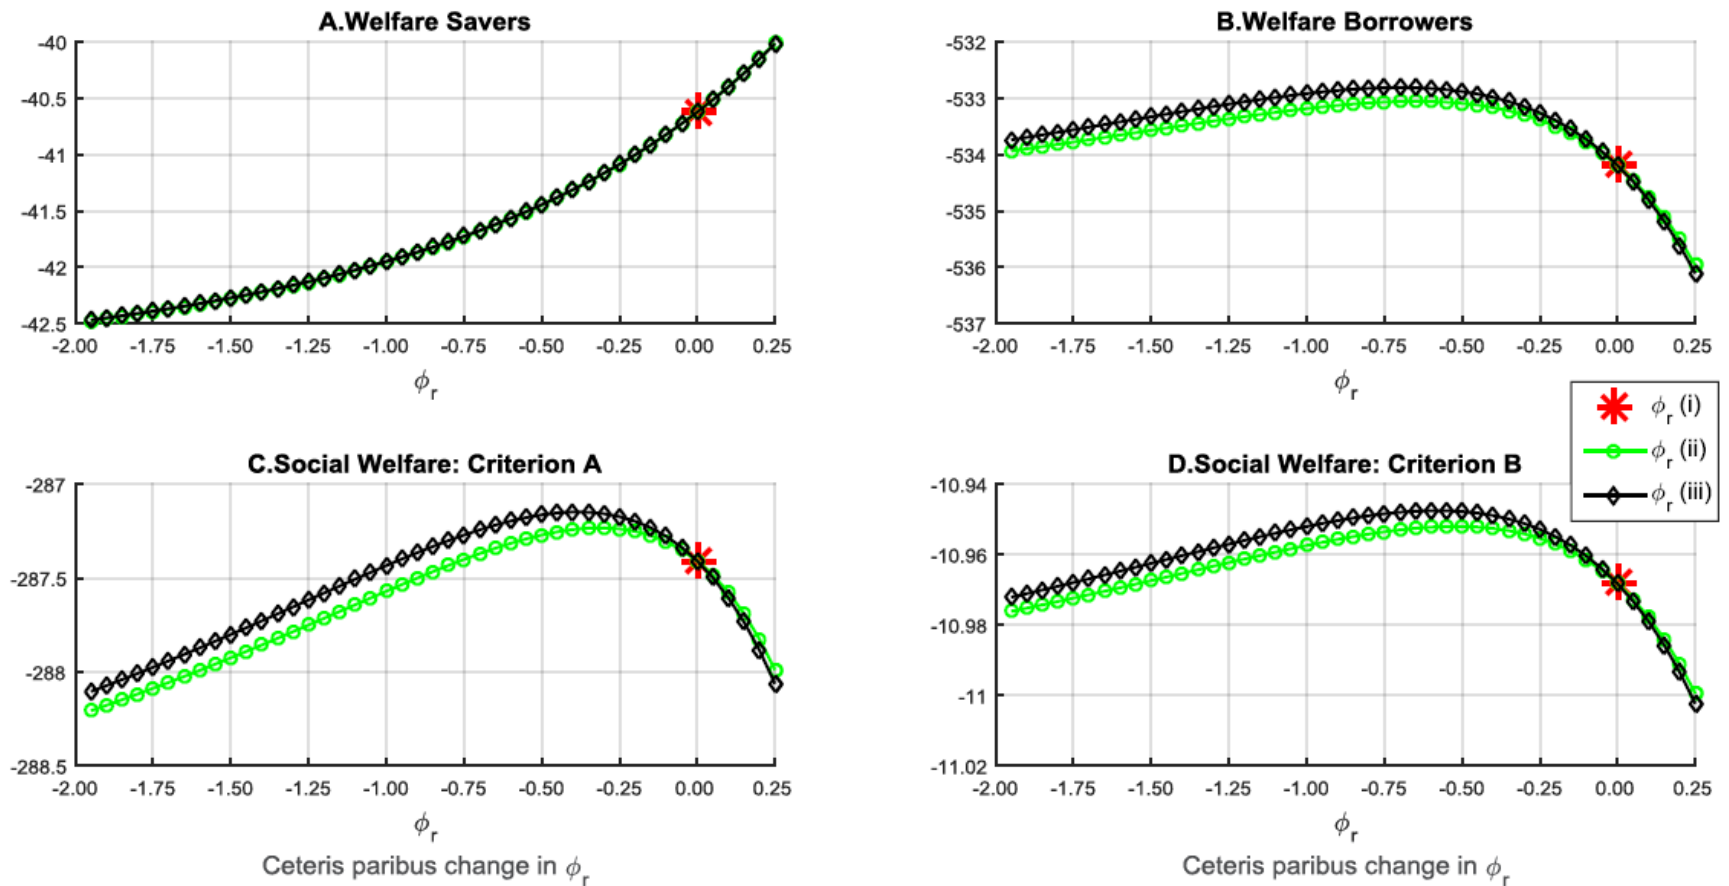 A.Welfare Savers
-40
-40.5
-41
-41.5
-42
-42.5
-2.00 -1.75 -1.50 -1.25 -1.00 -0.75 -0.50 -0.25 0.00 0.25
ϕr
B.Welfare Borrowers
-532
-533
-534
-535
-536
-537
-2.00 -1.75 -1.50 -1.25 -1.00 -0.75 -0.50 -0.25 0.00 0.25
ϕr
ϕr (i)
ϕr (ii)
ϕr (iii)
C.Social Welfare: Criterion A
-287
-287.5
-288
-288.5
-2.00 -1.75 -1.50 -1.25 -1.00 -0.75 -0.50 -0.25 0.00 0.25
ϕr
Ceteris paribus change in ϕr
D.Social Welfare: Criterion B
-10.94
-10.96
-10.98
-11
-11.02
-2.00 -1.75 -1.50 -1.25 -1.00 -0.75 -0.50 -0.25 0.00 0.25
ϕr
Ceteris paribus change in ϕr